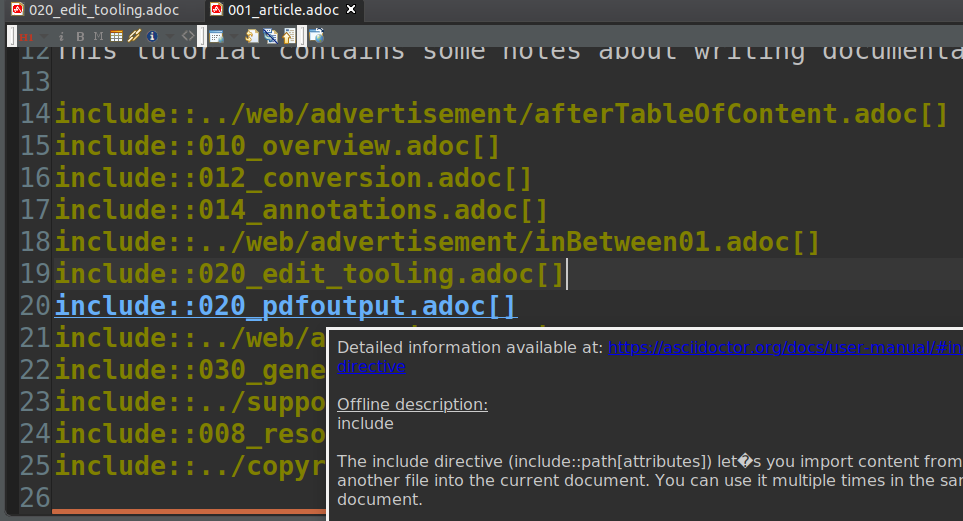 020_edit_tooling.adoc 001_article.adoc
i B M
12 This tutorial contains some notes about writing
13
14 include::../web/advertisement/afterTableOfContent.adoc[]
15 include::010_overview.adoc[]
16 include::012_conversion.adoc[]
17 include::014_annotations.adoc[]
18 include::../web/advertisement/inBetween01.adoc[]
19 include::020_edit_tooling.adoc[]
20 include::020_pdfoutput.adoc[]
21 include::../web/a
22 include::030_gene
23 include::../suppo
24 include::008_reso
25 include::../copyr
26
Detailed information available at: https://asciidoctor.org/docs/user-manual/#in
directive
Offline description:
include
The include directive (include::path[attributes]) let�s you import content from
another file into the current document. You can use it multiple times in the sa
document.